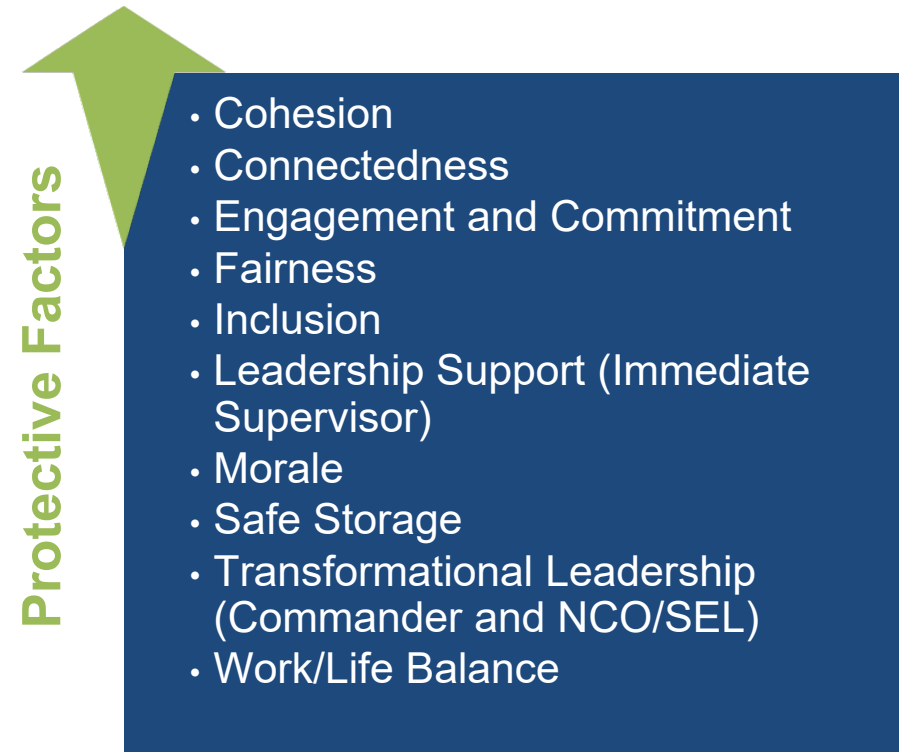 Protective Factors
• Cohesion
• Connectedness
• Engagement and Commitment
• Fairness
• Inclusion
• Leadership Support (Immediate
Supervisor)
• Morale
• Safe Storage
• Transformational Leadership
(Commander and NCO/SEL)
• Work/Life Balance